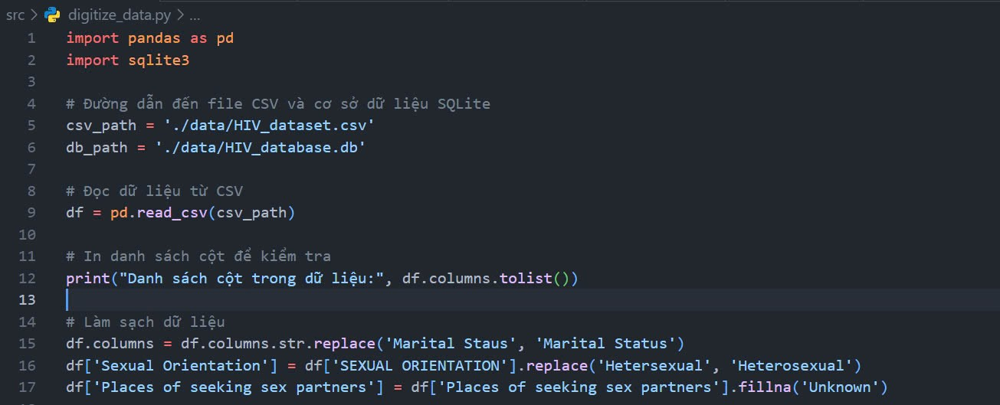 src > digitize_data.py > ...
1 import pandas as pd
2 import sqlite3
3
4 # Đường dẫn đến file CSV và cơ sở dữ liệu SQLite
5 csv_path = './data/HIV_dataset.csv'
6 db_path = './data/HIV_database.db'
7
8 # Đọc dữ liệu từ CSV
9 df = pd.read_csv(csv_path)
10
11 # In danh sách cột để kiểm tra
12 print("Danh sách cột trong dữ liệu:", df.columns.tolist())
13
14 # Làm sạch dữ liệu
15 df.columns = df.columns.str.replace('Marital Staus', 'Marital Status')
16 df['Sexual Orientation'] = df['SEXUAL ORIENTATION'].replace('Hetersexual', 'Heterosexual')
17 df['Places of seeking sex partners'] = df['Places of seeking sex partners'].fillna('Unknown')